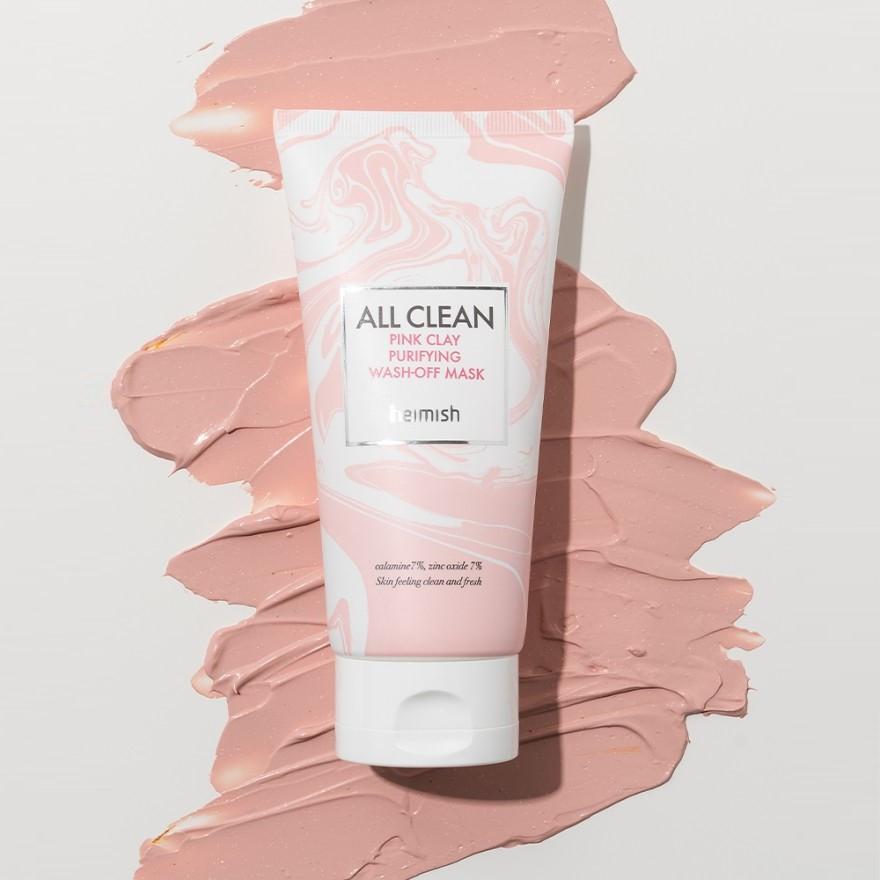 ALL CLEAN
PINK CLAY
PURIFYING
WASH-OFF MASK
heimish
calamine7%, zinc oxide 7%
Skin feeling clean and fresh